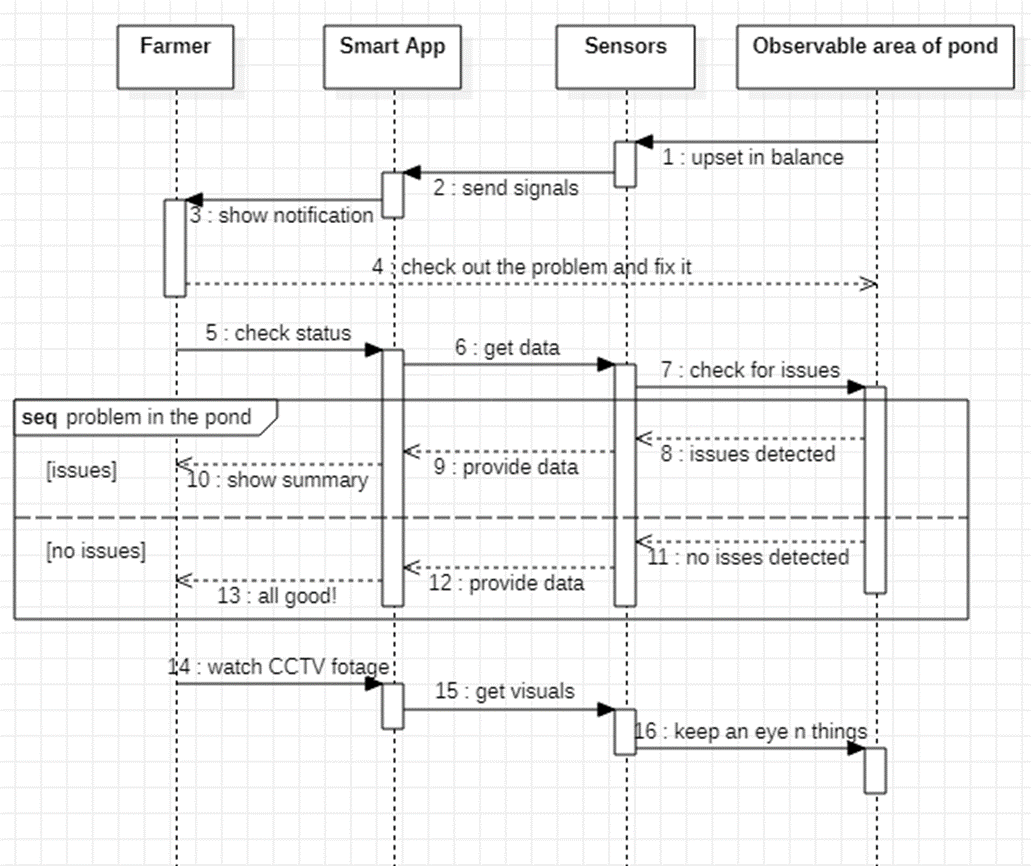 Farmer
Smart App
Sensors
Observable area of pond
1 : upset in balance
2 : send signals
3 : show notification
4 : check out the problem and fix it
5 : check status
6 : get data
7 : check for issues
seq problem in the pond
[issues]
8 : issues detected
9 : provide data
10 : show summary
[no issues]
11 : no isses detected
12 : provide data
13 : all good!
14 : watch CCTV fotage
15 : get visuals
16 : keep an eye n things